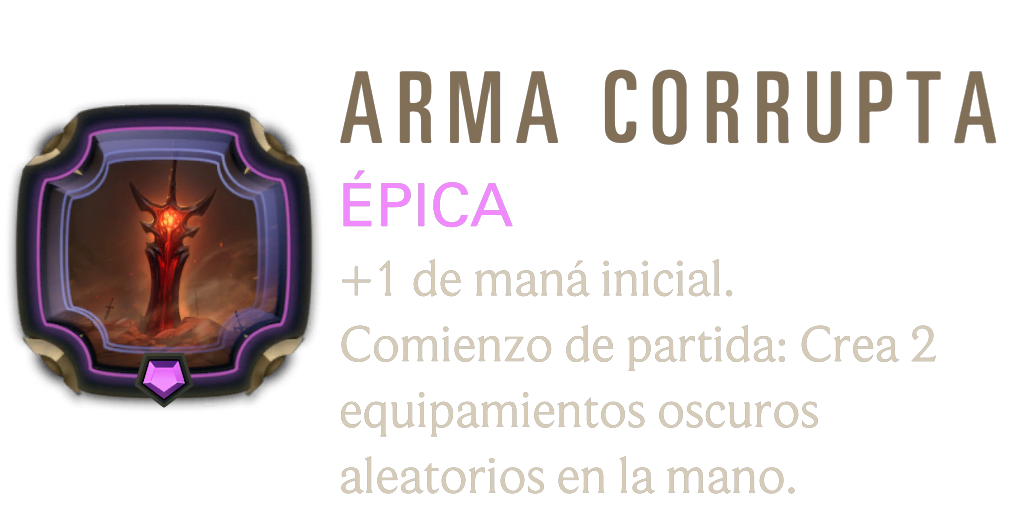 ARMA CORRUPTA
ÉPICA
+1 de maná inicial.
Comienzo de partida: Crea 2
equipamientos oscuros
aleatorios en la mano.